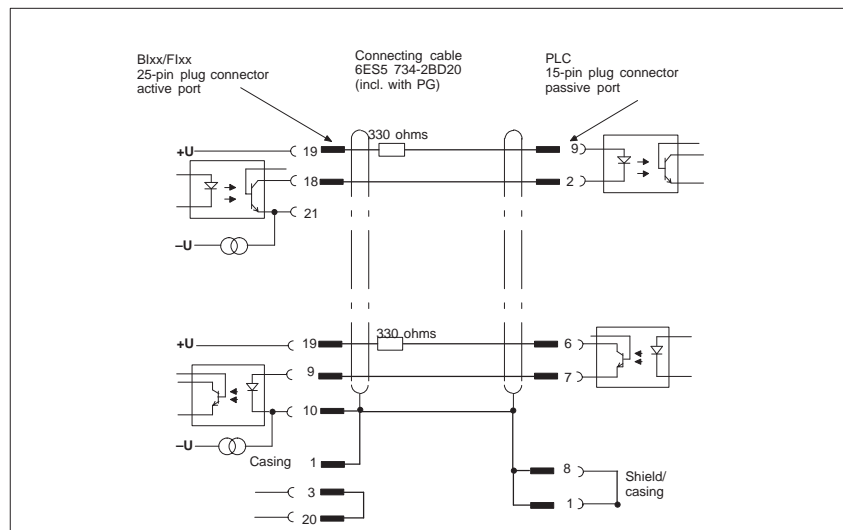 BIxx/FIxx
25-pin plug connector
active port
Connecting cable
6ES5 734-2BD20
(incl. with PG)
PLC
15-pin plug connector
passive port
330 ohms
+U
19
9
18
2
21
–U
330 ohms
+U
19
6
9
7
10
–U
Casing
1
8
Shield/
casing
3
1
20